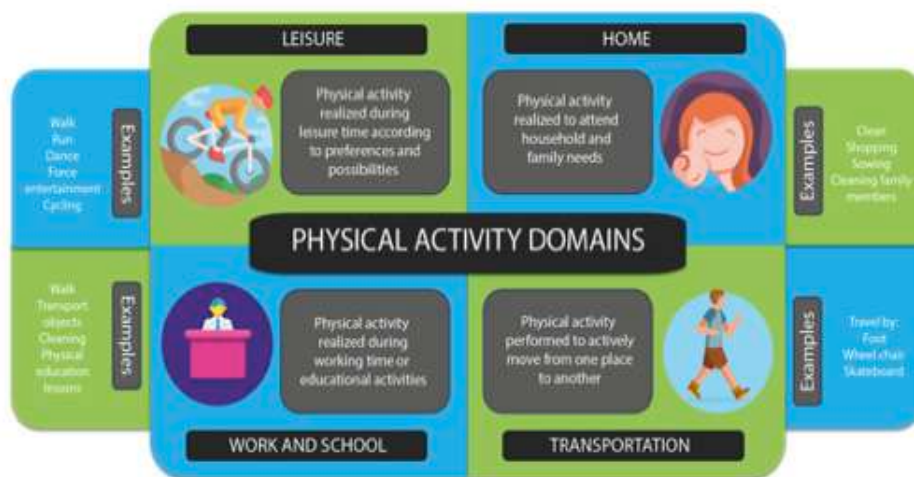 LEISURE
HOME
Walk
Run
Dance
Force
entertainment
Cycling
Examples
Physical activity
realized during
leisure time according
to preferences and
possibilities
Physical activity
realized to attend
household and
family needs
Examples
Clean
Shopping
Sowing
Cleaning family
members
PHYSICAL ACTIVITY DOMAINS
Walk
Transport
objects
Cleaning
Physical
education
lessons
Examples
Physical activity
realized during
working time or
educational activities
Physical activity
performed to actively
move from one place
to another
Examples
Travel by:
Foot
Wheel chair
Skateboard
WORK AND SCHOOL
TRANSPORTATION